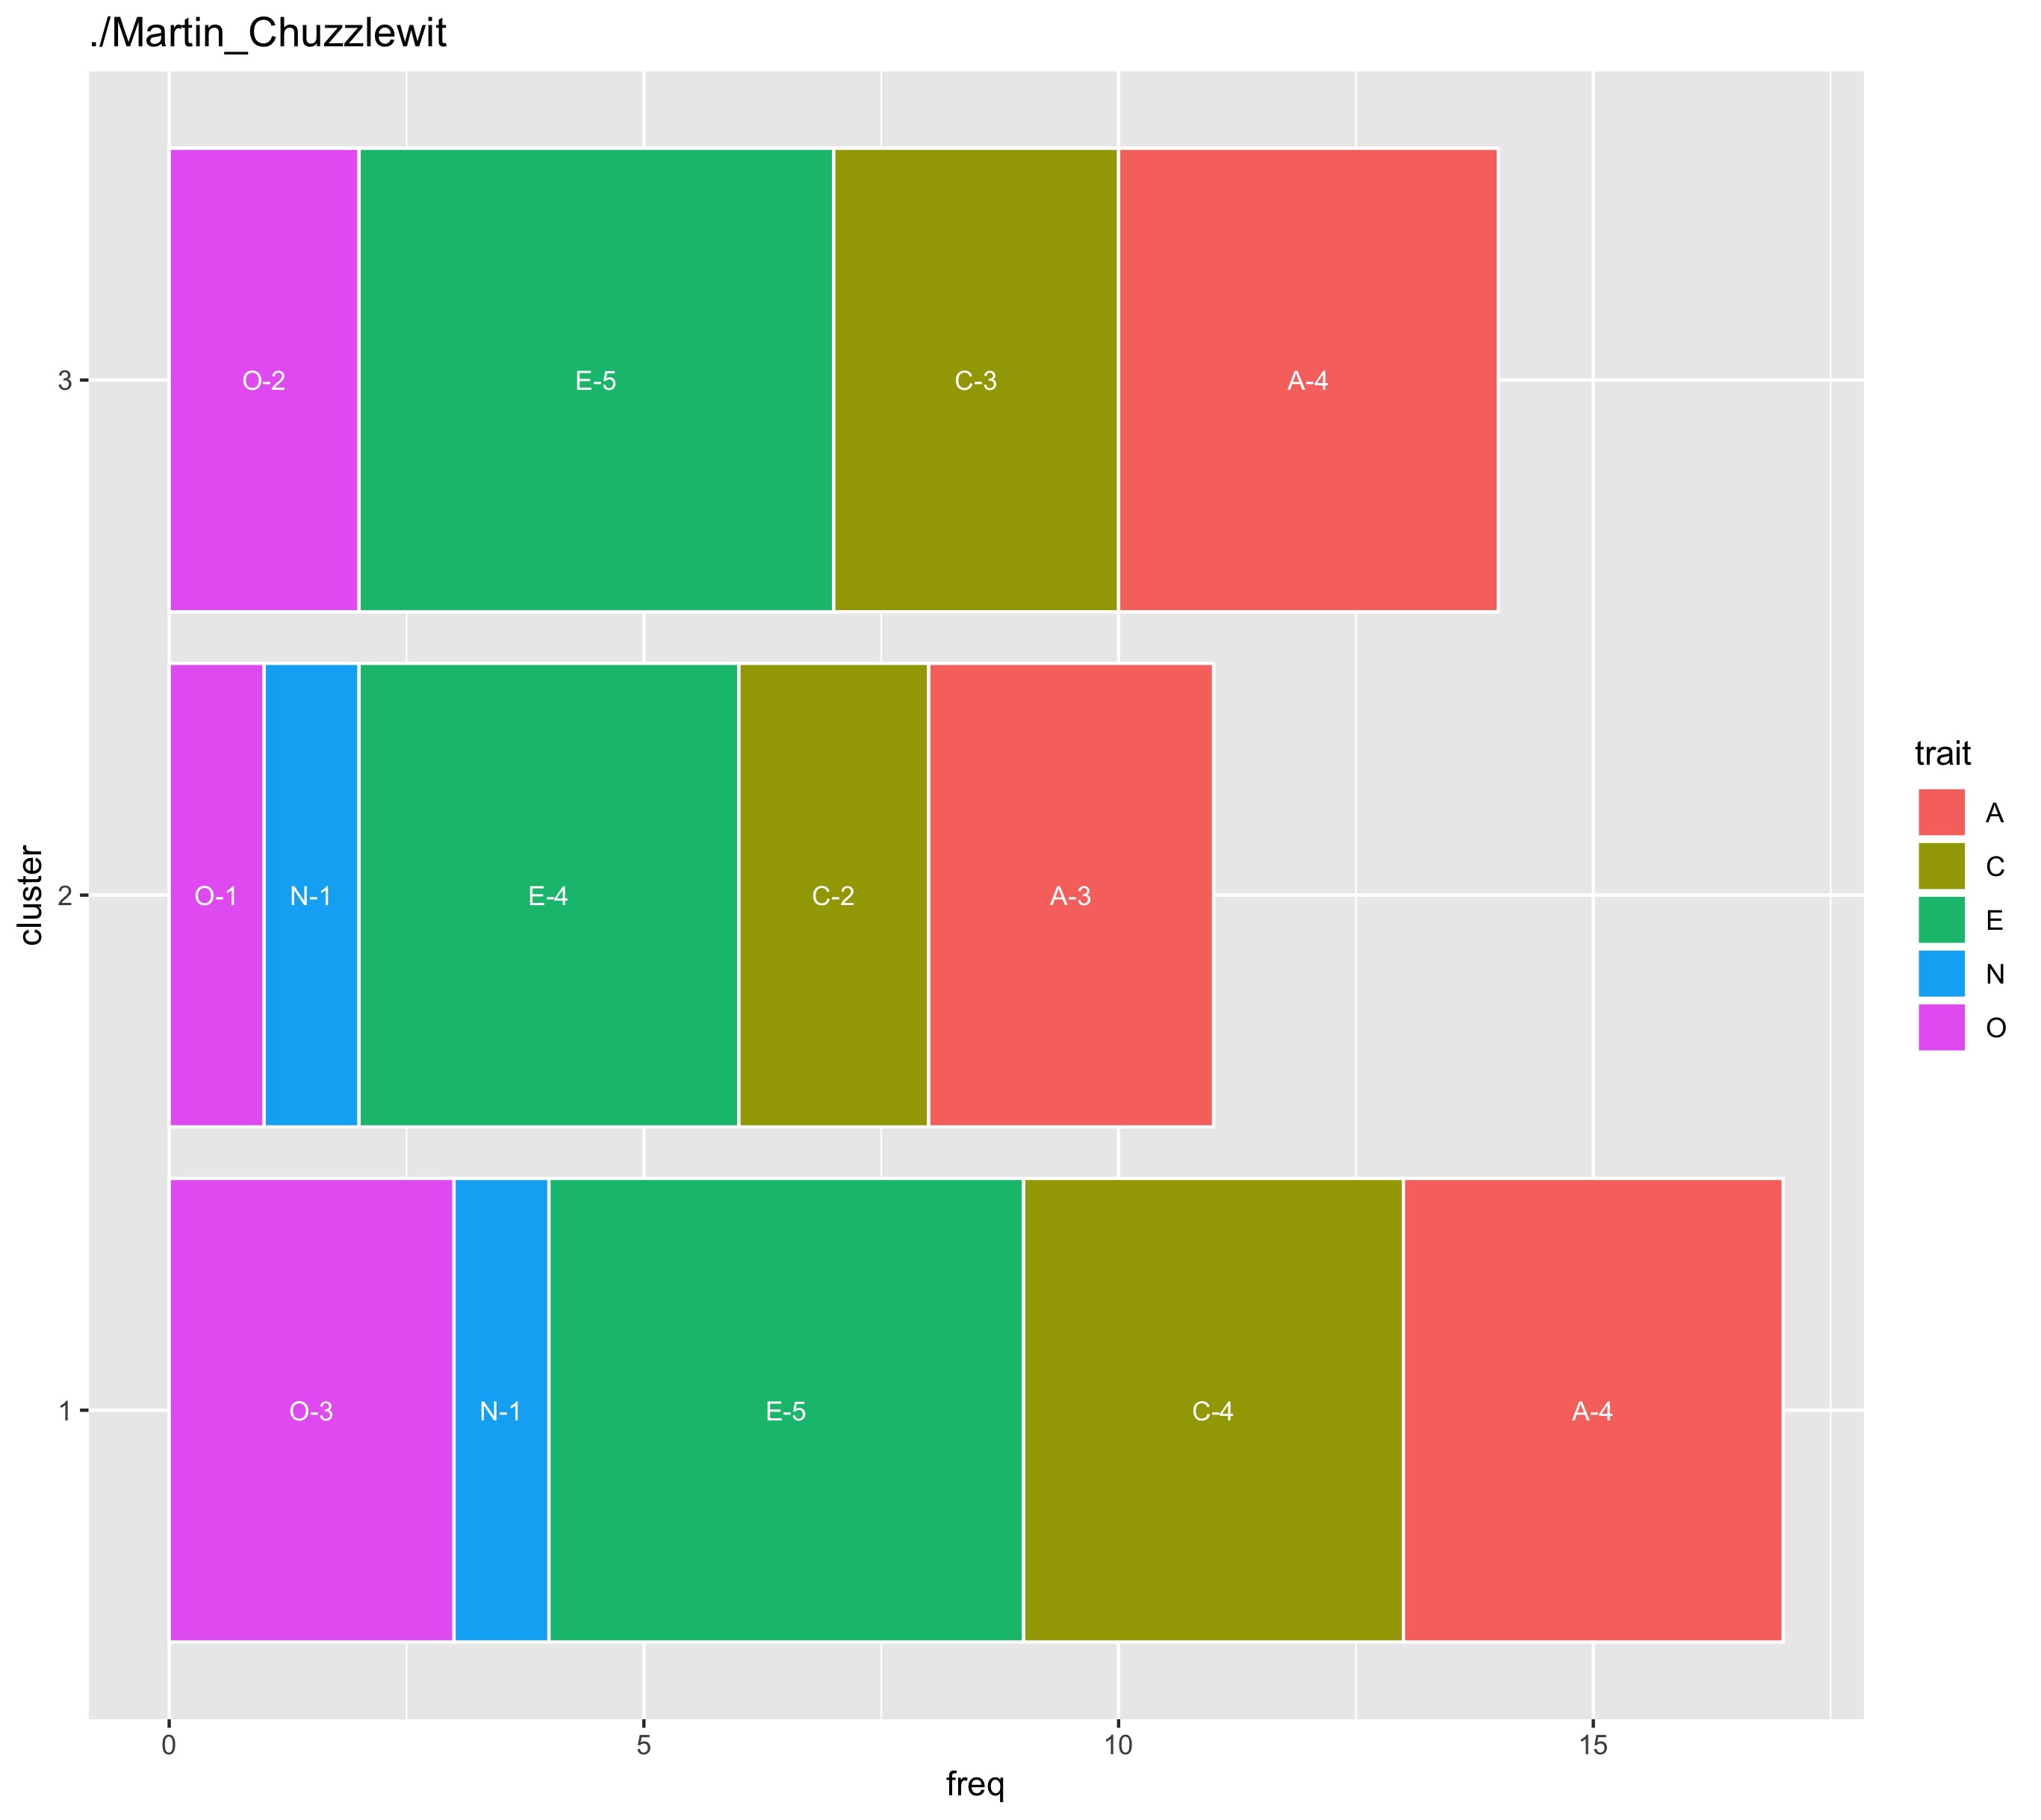 ./Martin_Chuzzlewit
3
O-2
E-5
C-3
A-4
cluster
2
O-1
N-1
E-4
C-2
A-3
1
O-3
N-1
E-5
C-4
A-4
0
5
10
15
freq
trait
A
C
E
N
O